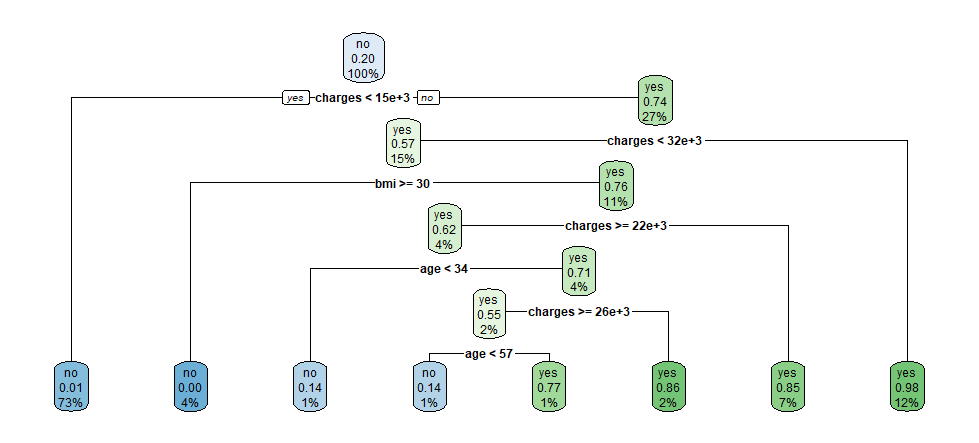 no
0.20
100%
yes charges < 15e+3 no
yes
0.74
27%
yes
0.57
15%
charges < 32e+3
bmi >= 30
yes
0.76
11%
yes
0.62
4%
charges >= 22e+3
age < 34
yes
0.71
4%
yes
0.55
2%
charges >= 26e+3
age < 57
no
0.01
73%
no
0.00
4%
no
0.14
1%
no
0.14
1%
yes
0.77
1%
yes
0.86
2%
yes
0.85
7%
yes
0.98
12%